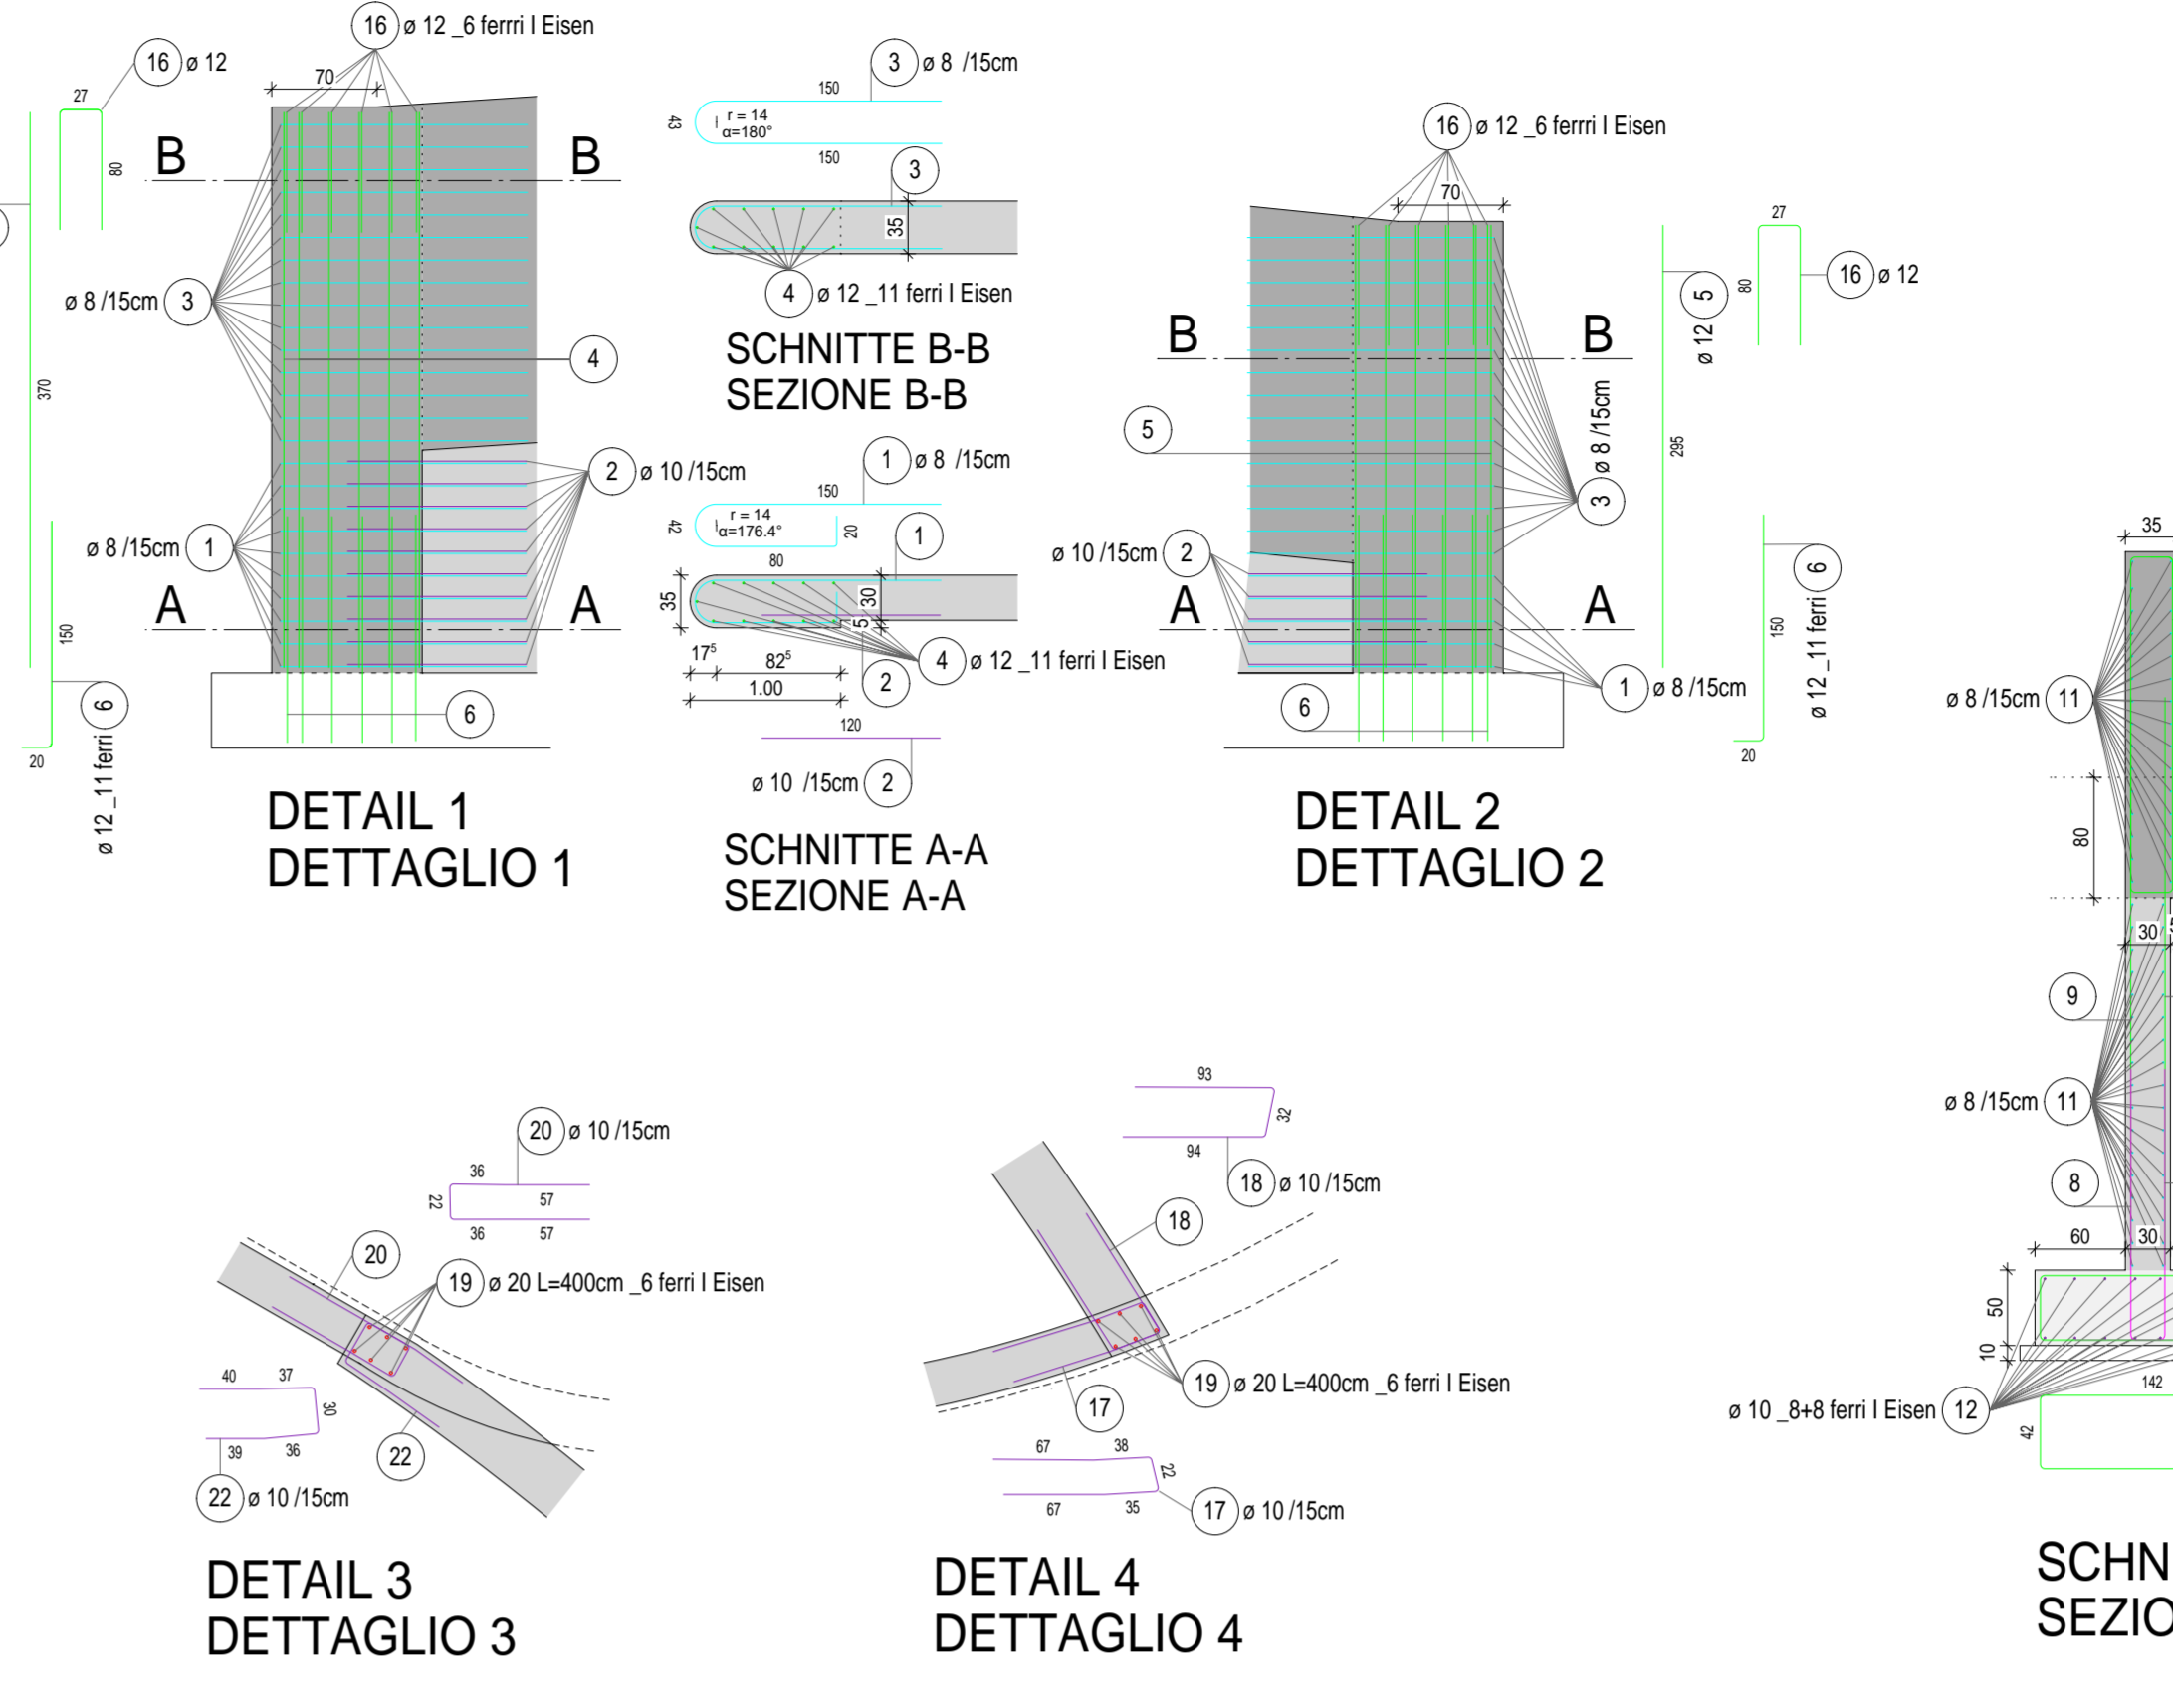 16 ø 12 _6 ferrri I Eisen
16 ø 12
70
27
80
B B
ø 8 /15cm 3
4
370
2 ø 10 /15cm
ø 8 /15cm 1
A A
150
6
20
ø 12 _11 ferri 6
DETAIL 1
DETTAGLIO 1
3 ø 8 /15cm
150
43
r = 14
α=180°
150
3
35
4 ø 12 _11 ferri I Eisen
SCHNITTE B-B
SEZIONE B-B
1 ø 8 /15cm
150
42
r = 14
α=176.4°
20
80
1
35
30
5
17⁵
82⁵
1.00
4 ø 12 _11 ferri I Eisen
2
120
ø 10 /15cm 2
SCHNITTE A-A
SEZIONE A-A
16 ø 12 _6 ferrri I Eisen
70
27
80
16 ø 12
5 ø 12
B B
5
3 ø 8 /15cm
295
ø 10 /15cm 2
A A
150
6 ø 12 _11 ferri
1 ø 8 /15cm
6
20
DETAIL 2
DETTAGLIO 2
35
ø 8 /15cm 11
80
30
9
ø 8 /15cm 11
8
60
30
50
10
142
ø 10 _8+8 ferri I Eisen 12
42
SCHN
SEZIO
20 ø 10 /15cm
36
57
22
36
57
20
19 ø 20 L=400cm _6 ferri I Eisen
40
37
30
39
36
22
22 ø 10 /15cm
DETAIL 3
DETTAGLIO 3
93
32
94
18 ø 10 /15cm
18
19 ø 20 L=400cm _6 ferri I Eisen
17
67
38
22
67
35
17 ø 10 /15cm
DETAIL 4
DETTAGLIO 4